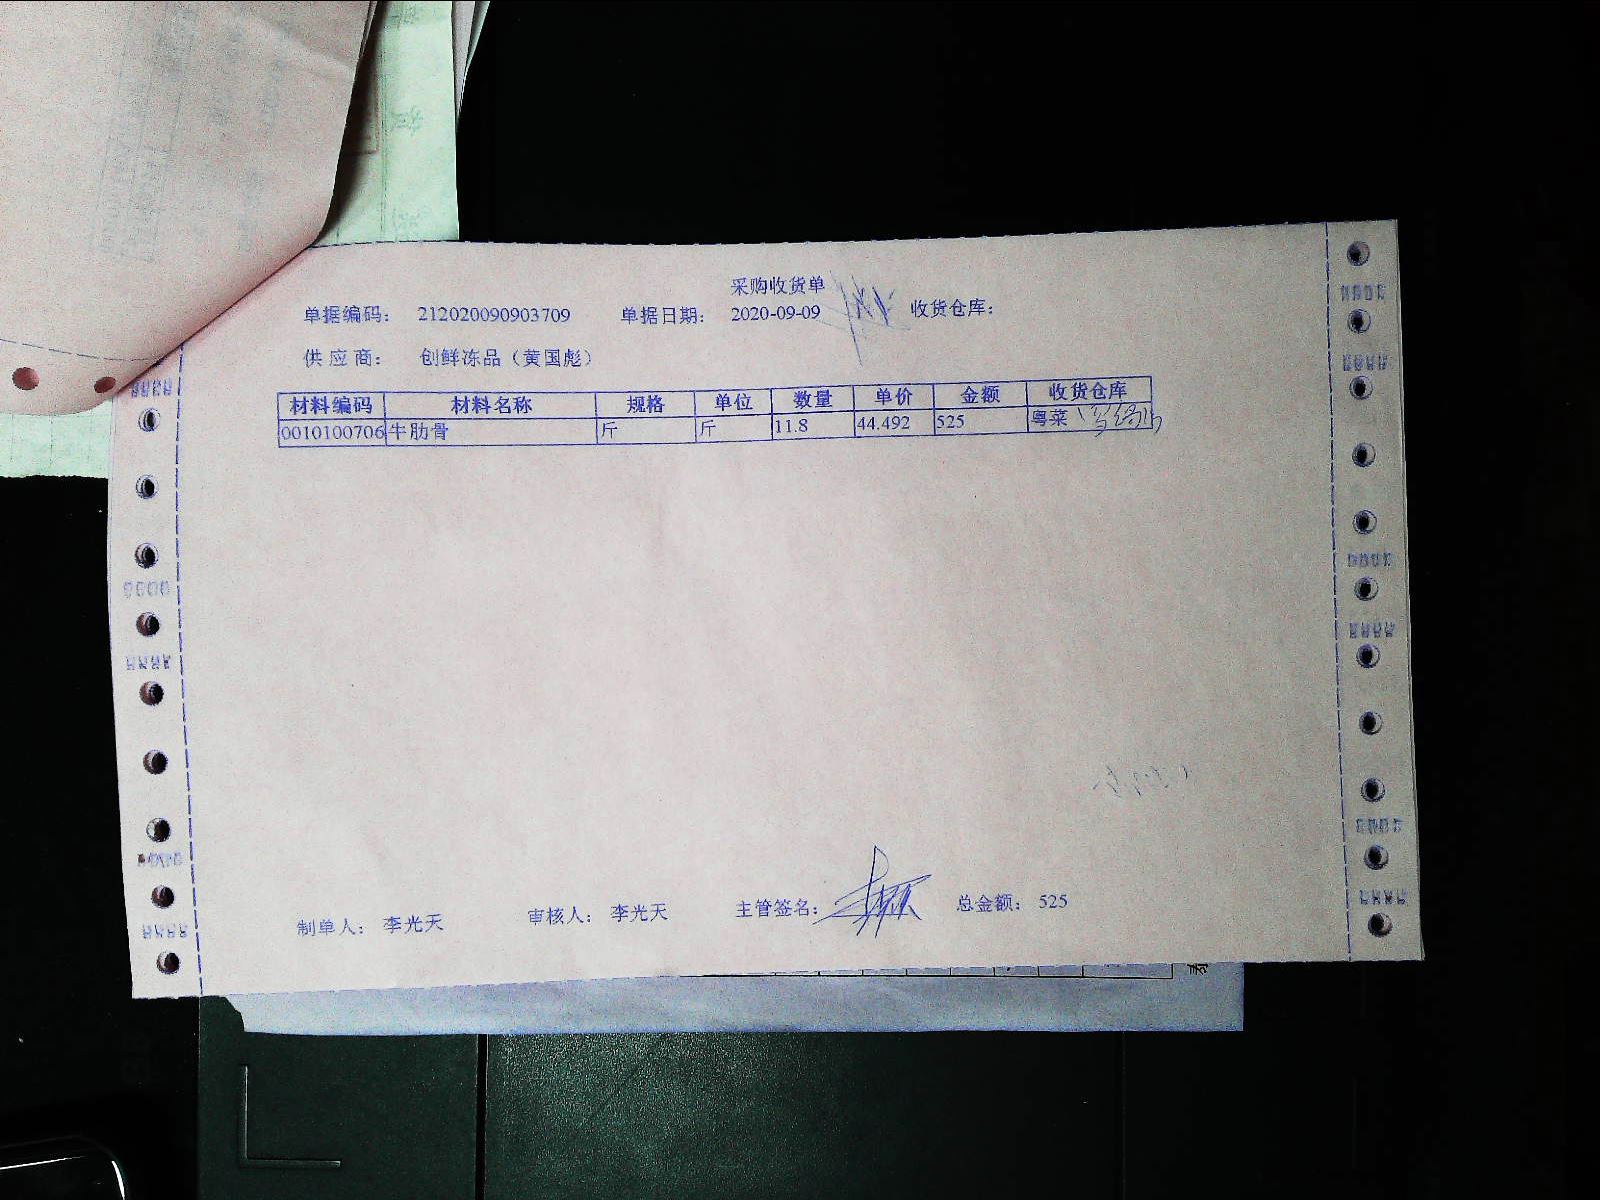 采购收货单
单据编码： 212020090903709 单据日期： 2020-09-09 收货仓库：
供应商： 创鲜冻品（黄国彪）
材料编码 材料名称 规格 单位 数量 单价 金额 收货仓库
0010100706 牛肋骨 斤 斤 11.8 44.492 525 粤菜
制单人： 李光天 审核人： 李光天 主管签名： 总金额： 525